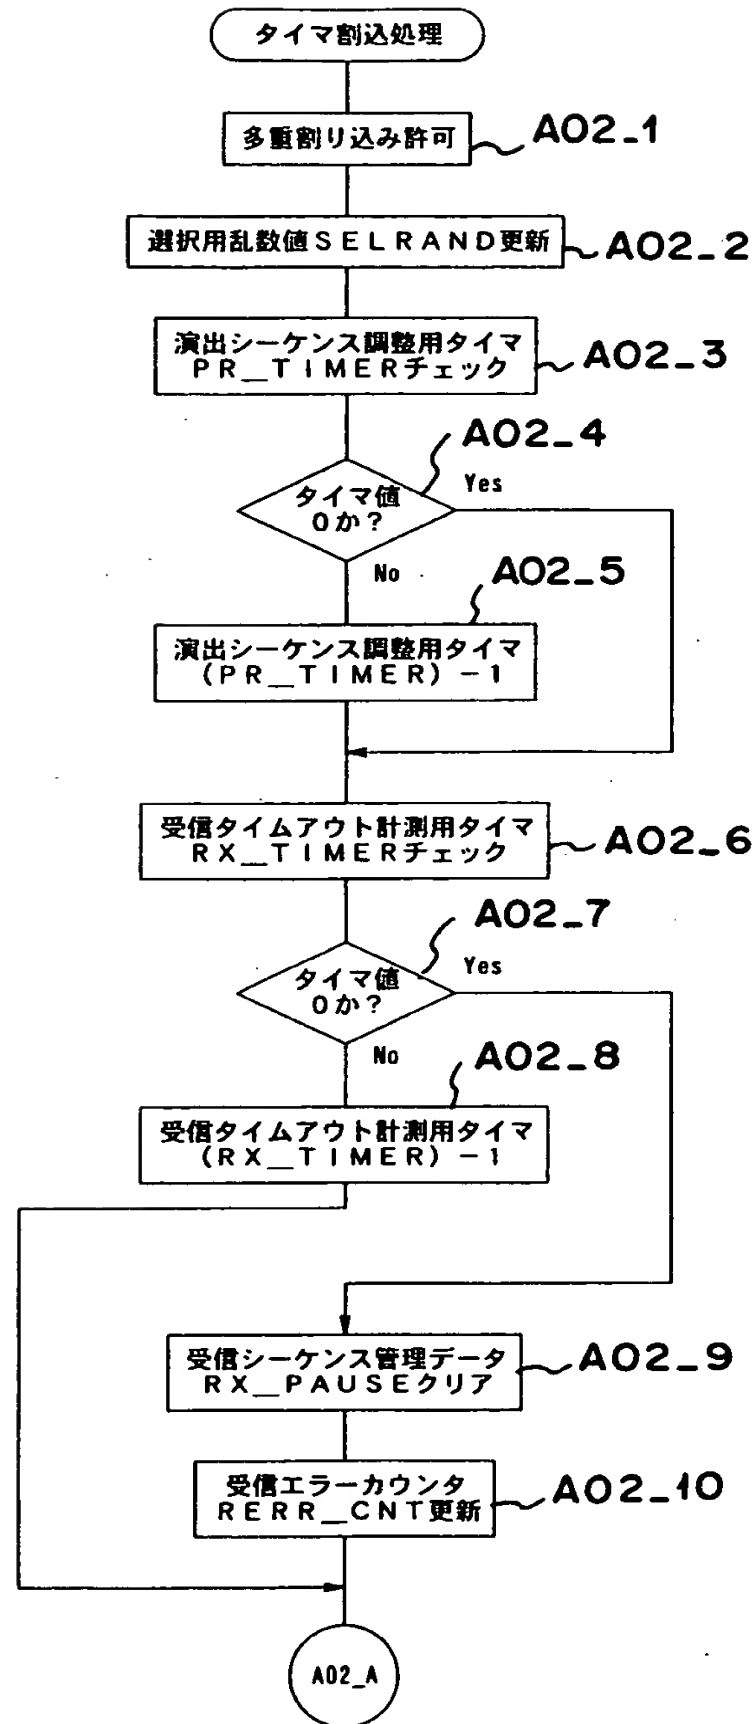 タイマ割込処理
多重割り込み許可
A02_1
選択用乱数値SELRAND更新
A02_2
演出シーケンス調整用タイマ
PR__TIMERチェック
A02_3
A02_4
タイマ値
0か?
Yes
No
A02_5
演出シーケンス調整用タイマ
(PR__TIMER)-1
受信タイムアウト計測用タイマ
RX__TIMERチェック
A02_6
A02_7
タイマ値
0か?
Yes
No
A02_8
受信タイムアウト計測用タイマ
(RX__TIMER)-1
受信シーケンス管理データ
RX__PAUSEクリア
A02_9
受信エラーカウンタ
RERR__CNT更新
A02_10
A02_A